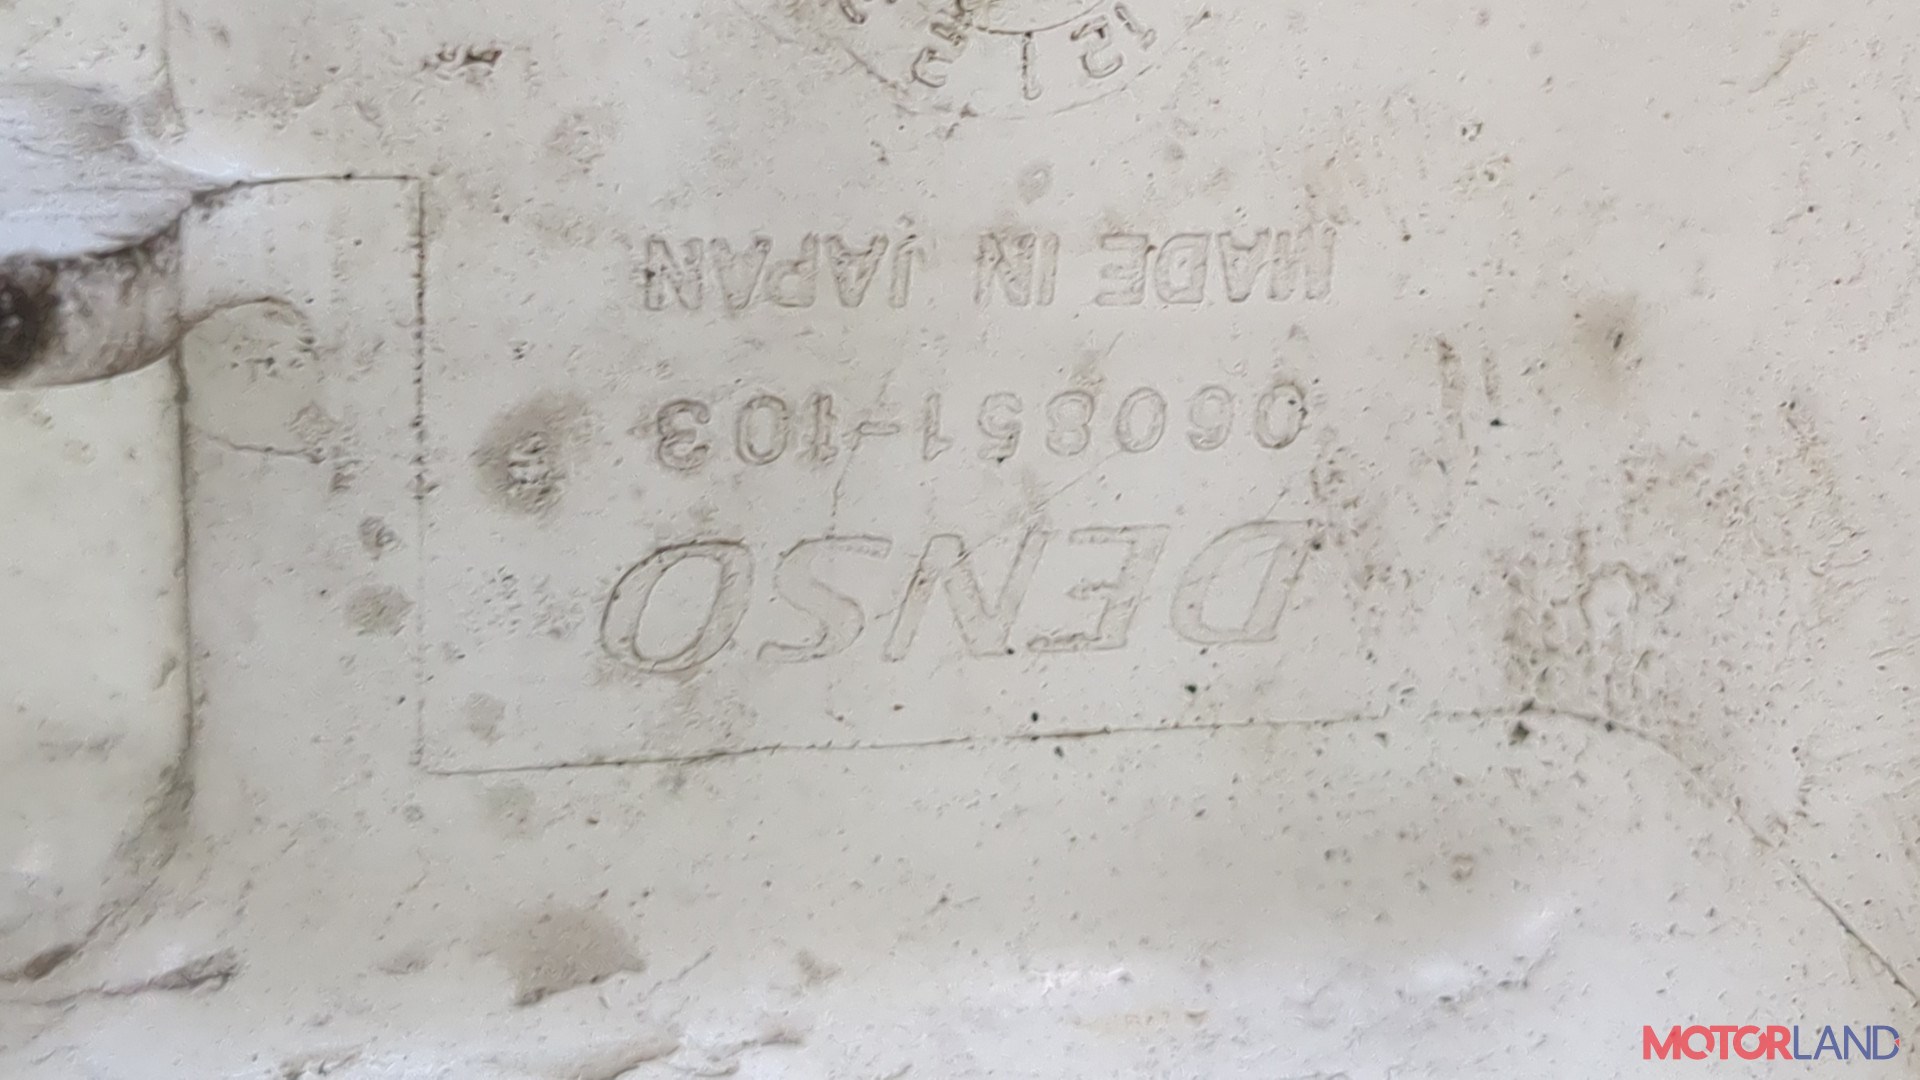 DENSO
060851-103
MADE IN JAPAN
MOTORLAND